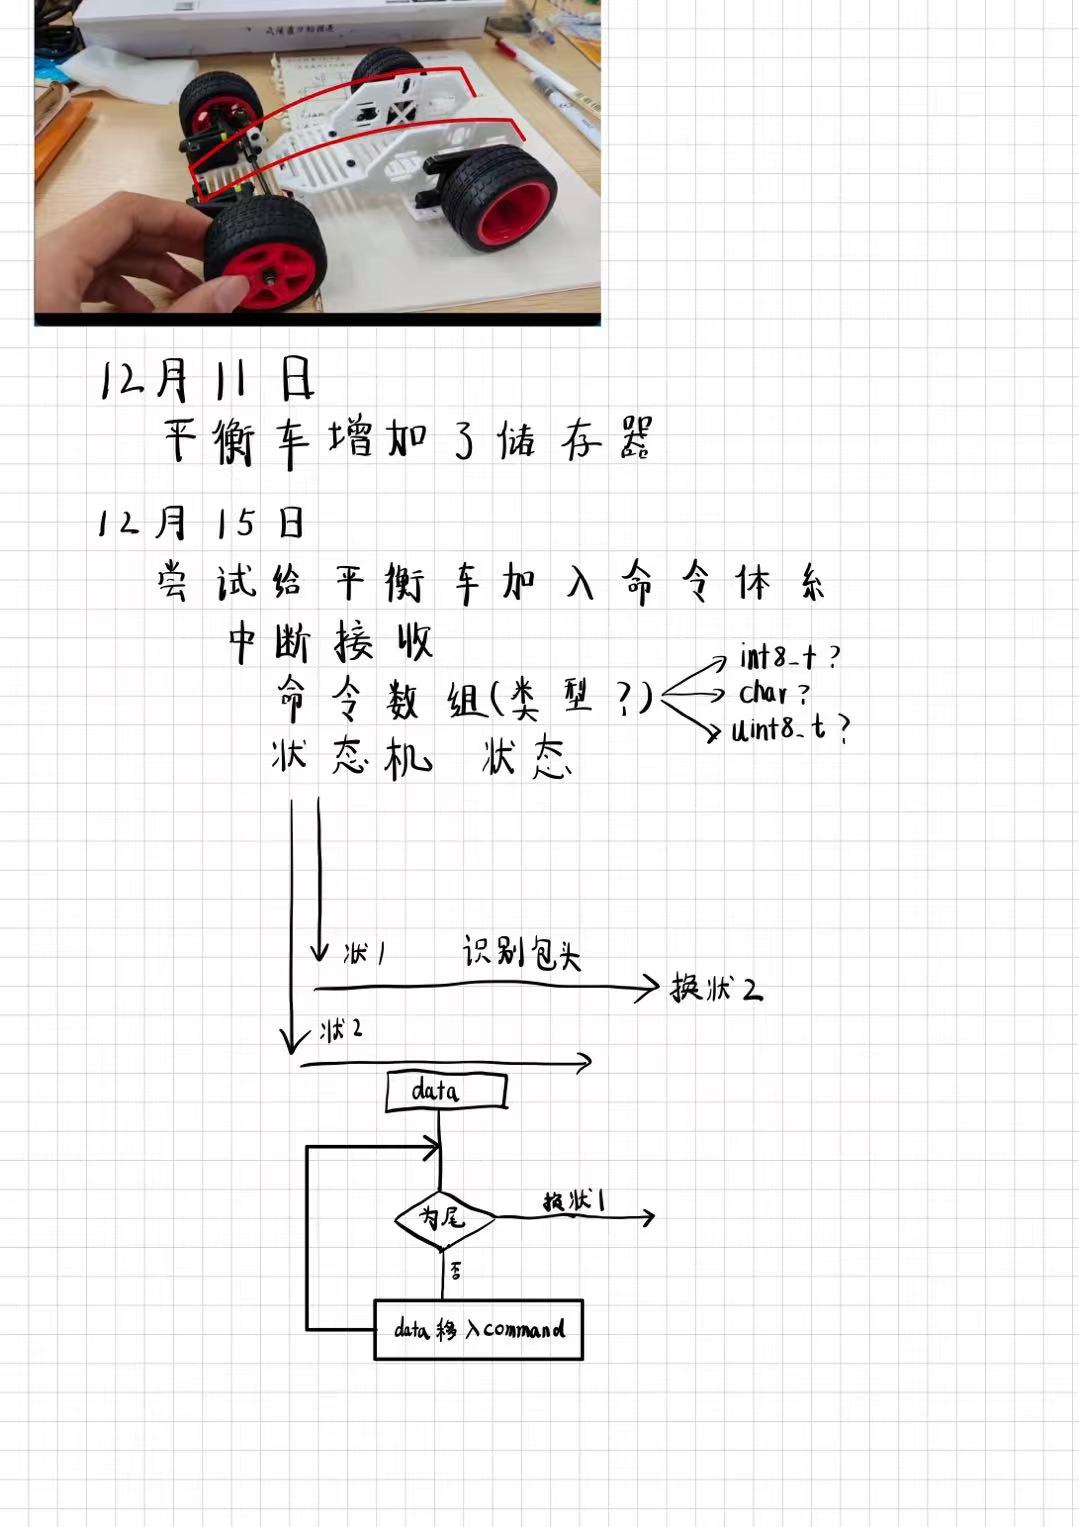 12月11日
平衡车增加了储存器
12月15日
尝试给平衡车加入命令体系
中断接收
命令数组(类型?)
int8_t?
char?
uint8_t?
状态机 状态
状1 识别包头
换状2
状2
data
为尾
换状1
否
data移入command